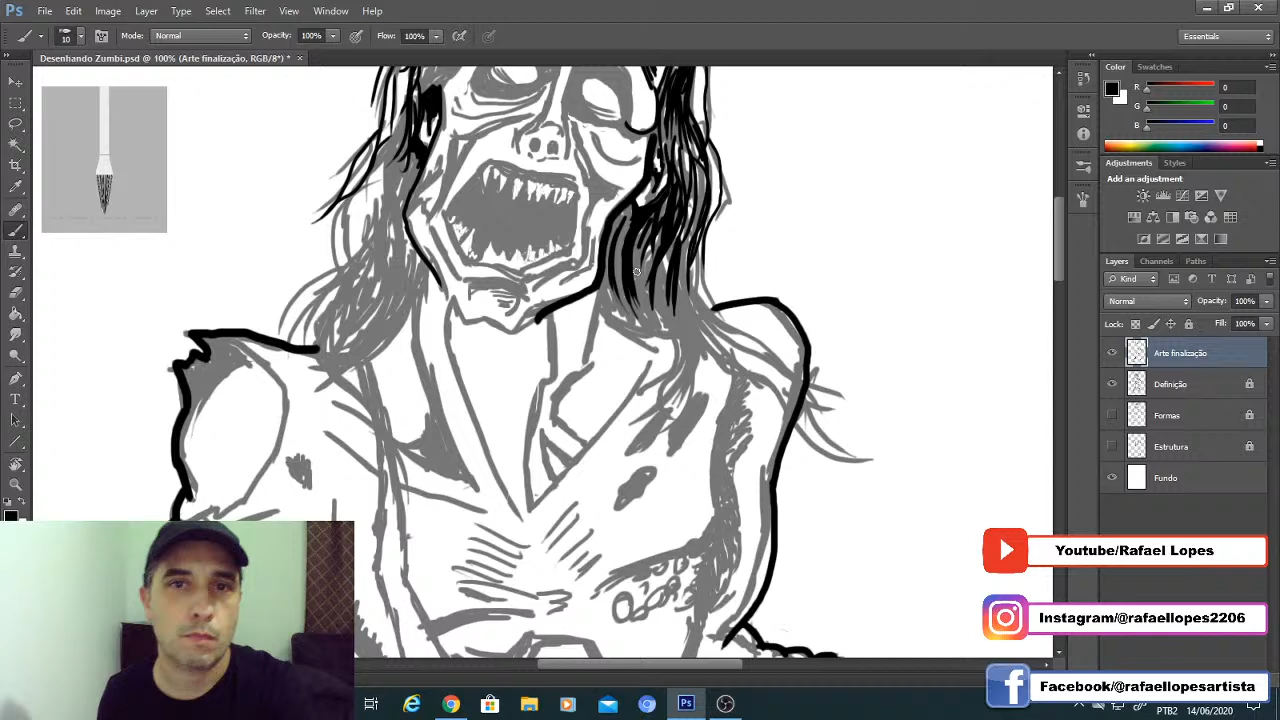 Ps File Edit Image Layer Type Select Filter View Window Help
10 Mode: Normal Opacity: 100% Flow: 100% Essentials
Desenhando Zumbi.psd @ 100% (Arte finalização, RGB/8*) * ×
Color Swatches
R 0
G 0
B 0
Adjustments Styles
Add an adjustment
Layers Channels Paths
Kind
Normal Opacity: 100%
Lock: Fill: 100%
Arte finalização
Definição
Formas
Estrutura
Fundo
Youtube/Rafael Lopes
Instagram/@rafaellopes2206
Facebook/@rafaellopesartista
Ps PTB2 14/06/2020